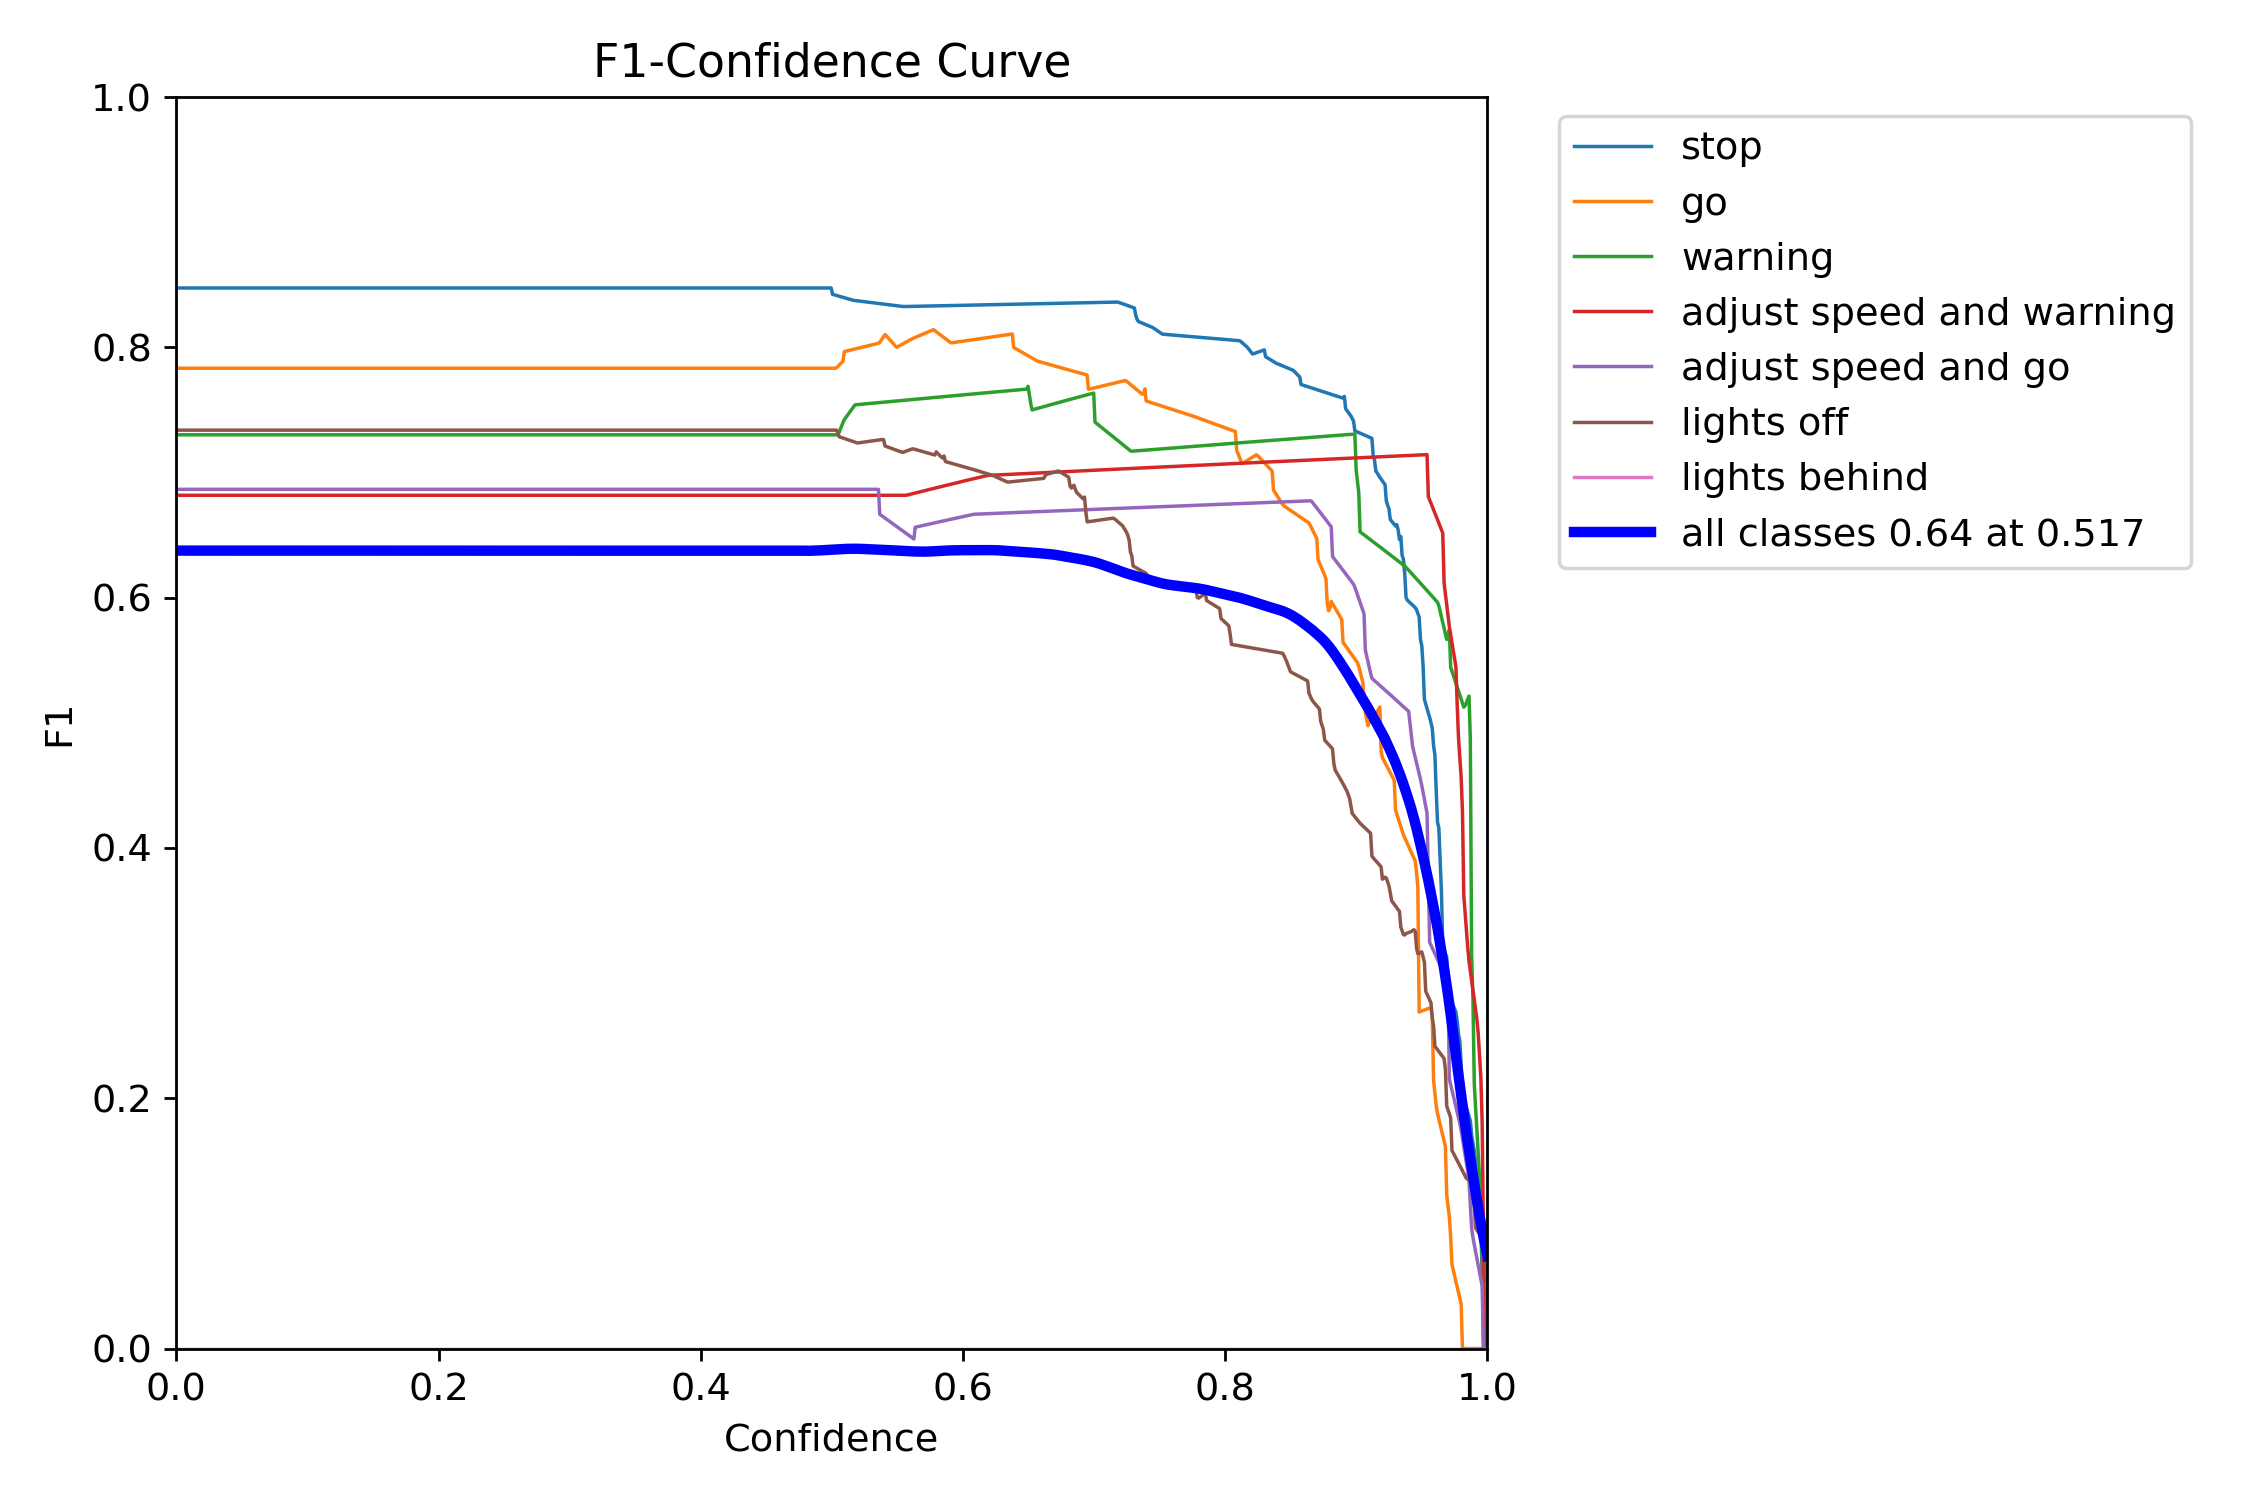 F1-Confidence Curve
1.0
0.8
0.6
0.4
0.2
0.0
F1
0.0 0.2 0.4 0.6 0.8 1.0
Confidence
stop
go
warning
adjust speed and warning
adjust speed and go
lights off
lights behind
all classes 0.64 at 0.517